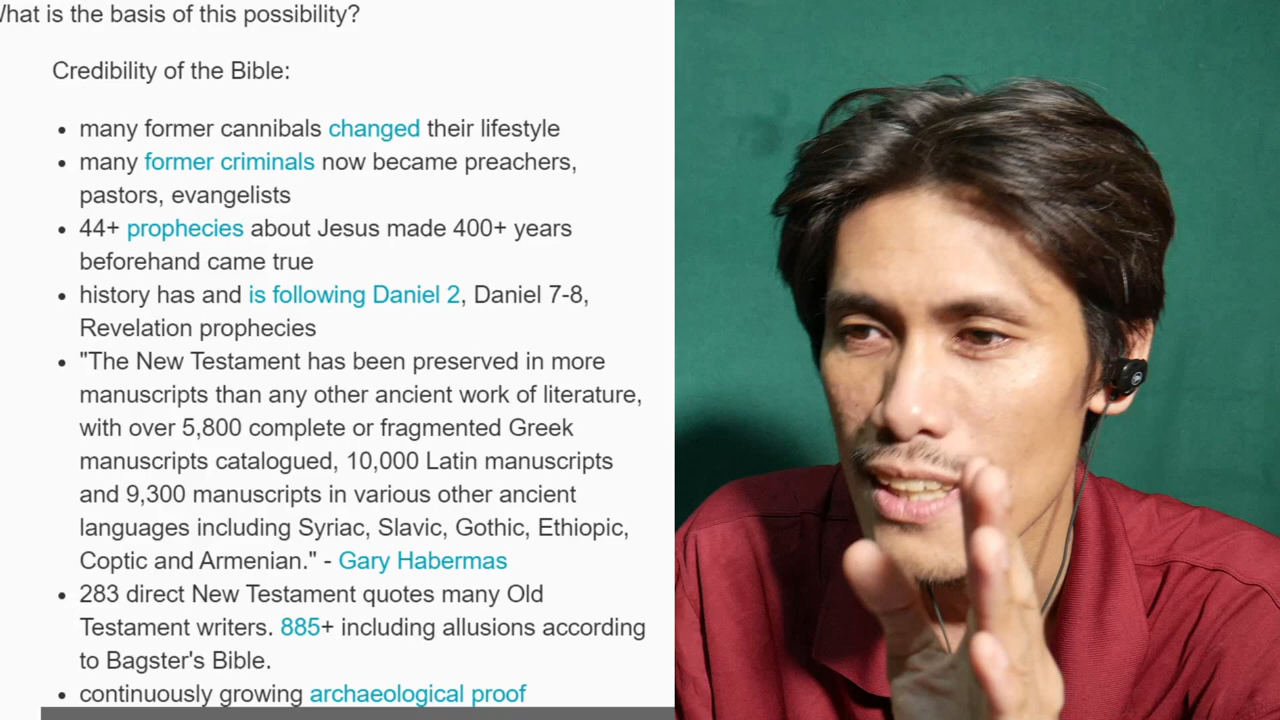 What is the basis of this possibility?
Credibility of the Bible:
• many former cannibals changed their lifestyle
• many former criminals now became preachers,
pastors, evangelists
• 44+ prophecies about Jesus made 400+ years
beforehand came true
• history has and is following Daniel 2, Daniel 7-8,
Revelation prophecies
• "The New Testament has been preserved in more
manuscripts than any other ancient work of literature,
with over 5,800 complete or fragmented Greek
manuscripts catalogued, 10,000 Latin manuscripts
and 9,300 manuscripts in various other ancient
languages including Syriac, Slavic, Gothic, Ethiopic,
Coptic and Armenian." - Gary Habermas
• 283 direct New Testament quotes many Old
Testament writers. 885+ including allusions according
to Bagster's Bible.
• continuously growing archaeological proof